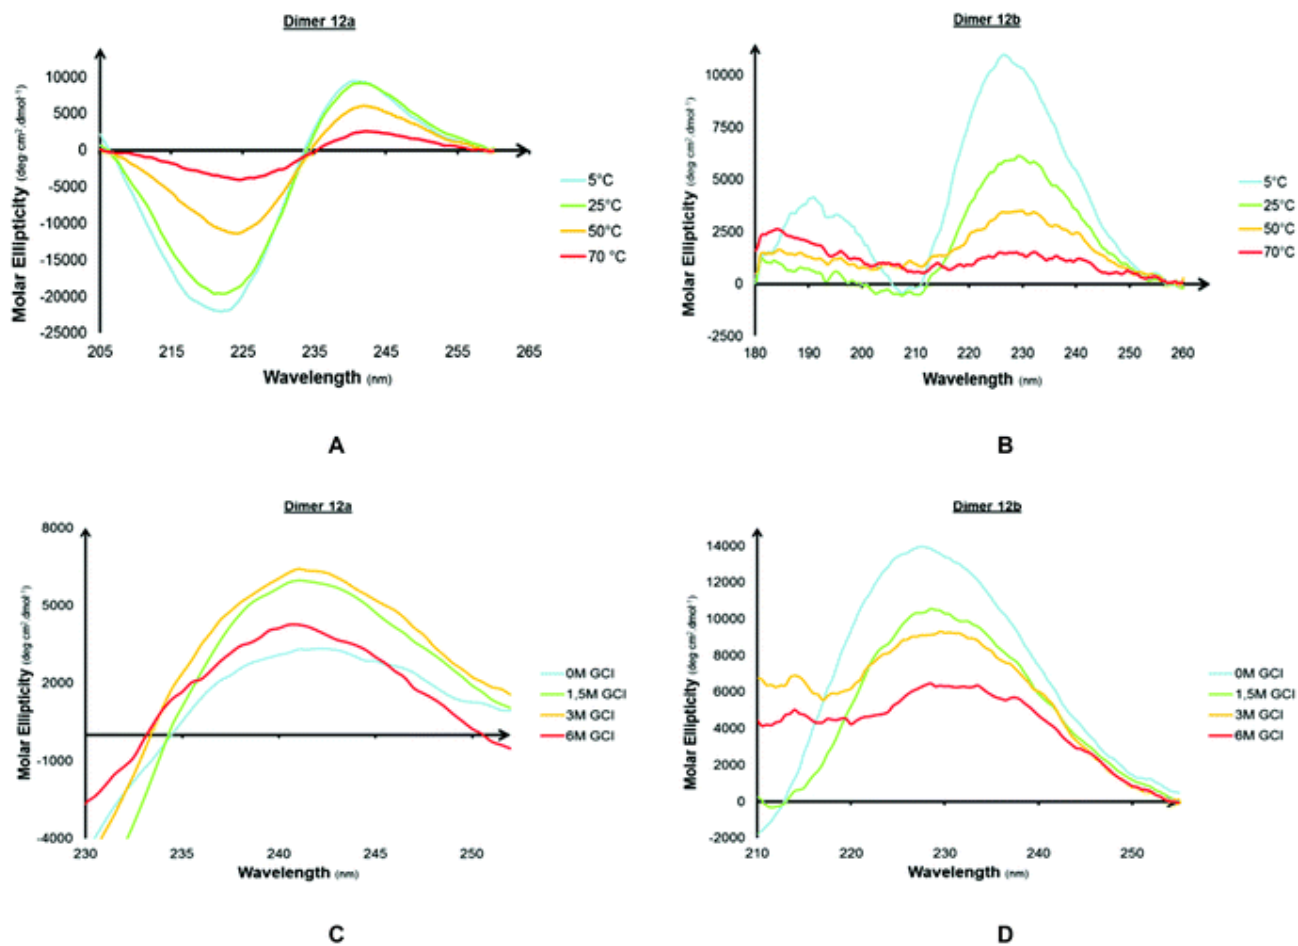 Dimer 12a
Molar Ellipticity (deg·cm².dmol⁻¹)
10000
5000
0
-5000
-10000
-15000
-20000
-25000
205 215 225 235 245 255 265
Wavelength (nm)
5°C
25°C
50°C
70 °C
A
Dimer 12b
Molar Ellipticity (deg·cm².dmol⁻¹)
10000
7500
5000
2500
0
-2500
180 190 200 210 220 230 240 250 260
Wavelength (nm)
5°C
25°C
50°C
70°C
B
Dimer 12a
Molar Ellipticity (deg·cm².dmol⁻¹)
8000
5000
2000
-1000
-4000
230 235 240 245 250
Wavelength (nm)
0M GCl
1,5M GCl
3M GCl
6M GCl
C
Dimer 12b
Molar Ellipticity (deg·cm².dmol⁻¹)
14000
12000
10000
8000
6000
4000
2000
0
-2000
210 220 230 240 250
Wavelength (nm)
0M GCl
1,5M GCl
3M GCl
6M GCl
D